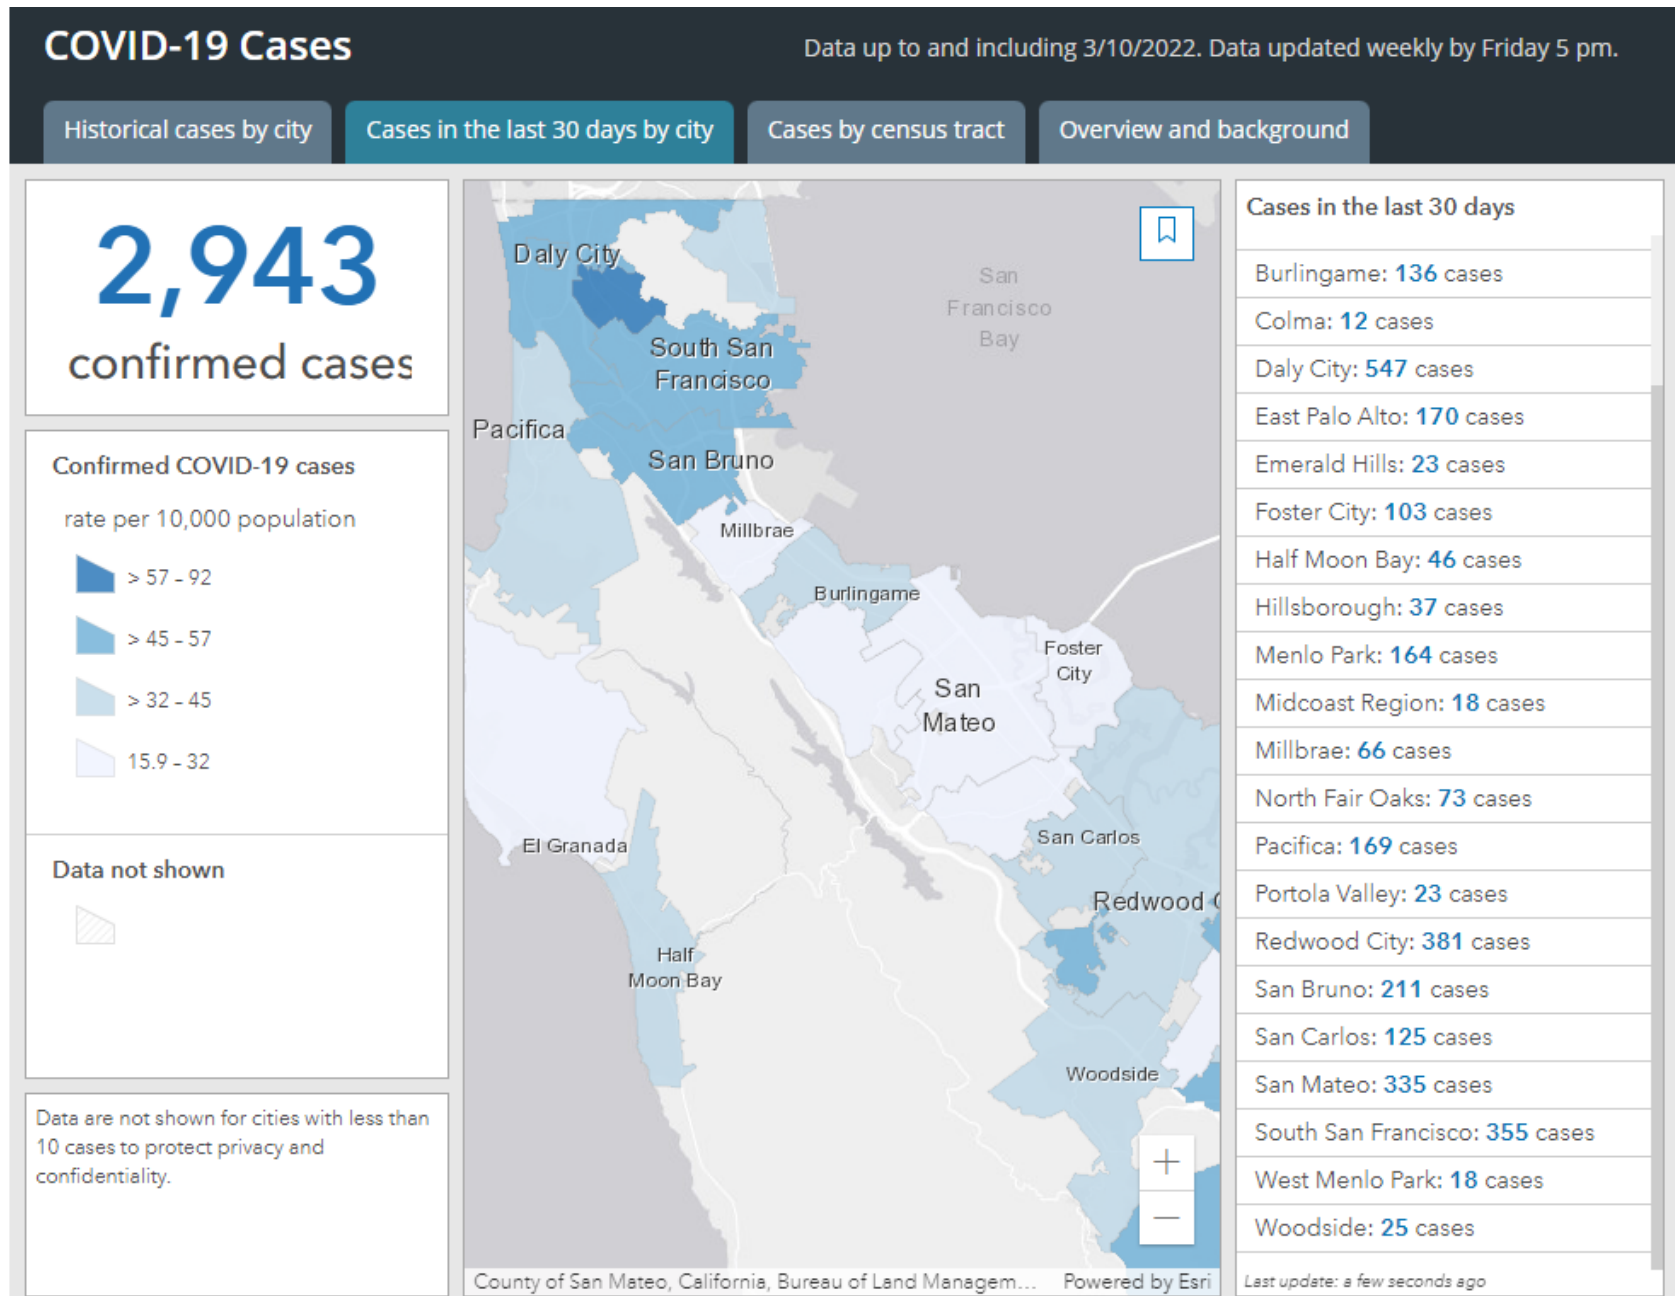 COVID-19 Cases
Data up to and including 3/10/2022. Data updated weekly by Friday 5 pm.
Historical cases by city
Cases in the last 30 days by city
Cases by census tract
Overview and background
2,943
confirmed cases
Confirmed COVID-19 cases
rate per 10,000 population
> 57 - 92
> 45 - 57
> 32 - 45
15.9 - 32
Data not shown
Data are not shown for cities with less than
10 cases to protect privacy and
confidentiality.
Daly City
San
Francisco
Bay
South San
Francisco
Pacifica
San Bruno
Millbrae
Burlingame
Foster
City
San
Mateo
El Granada
San Carlos
Redwood
Half
Moon Bay
Woodside
+
−
County of San Mateo, California, Bureau of Land Managem...
Powered by Esri
Cases in the last 30 days
Burlingame: 136 cases
Colma: 12 cases
Daly City: 547 cases
East Palo Alto: 170 cases
Emerald Hills: 23 cases
Foster City: 103 cases
Half Moon Bay: 46 cases
Hillsborough: 37 cases
Menlo Park: 164 cases
Midcoast Region: 18 cases
Millbrae: 66 cases
North Fair Oaks: 73 cases
Pacifica: 169 cases
Portola Valley: 23 cases
Redwood City: 381 cases
San Bruno: 211 cases
San Carlos: 125 cases
San Mateo: 335 cases
South San Francisco: 355 cases
West Menlo Park: 18 cases
Woodside: 25 cases
Last update: a few seconds ago